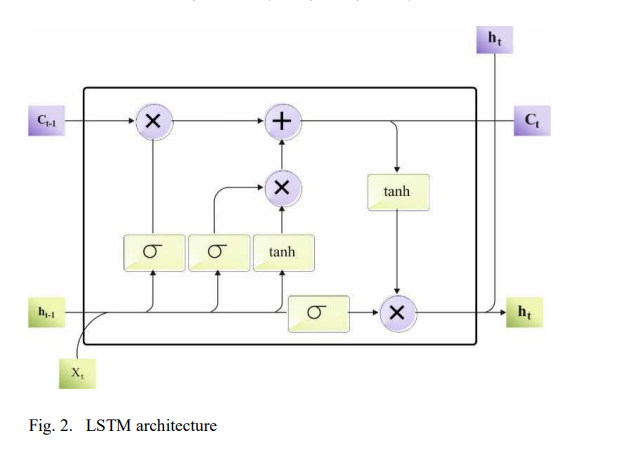 hₜ
Cₜ₋₁
×
+
Cₜ
×
tanh
σ
σ
tanh
hₜ₋₁
σ
×
hₜ
Xₜ
Fig. 2. LSTM architecture